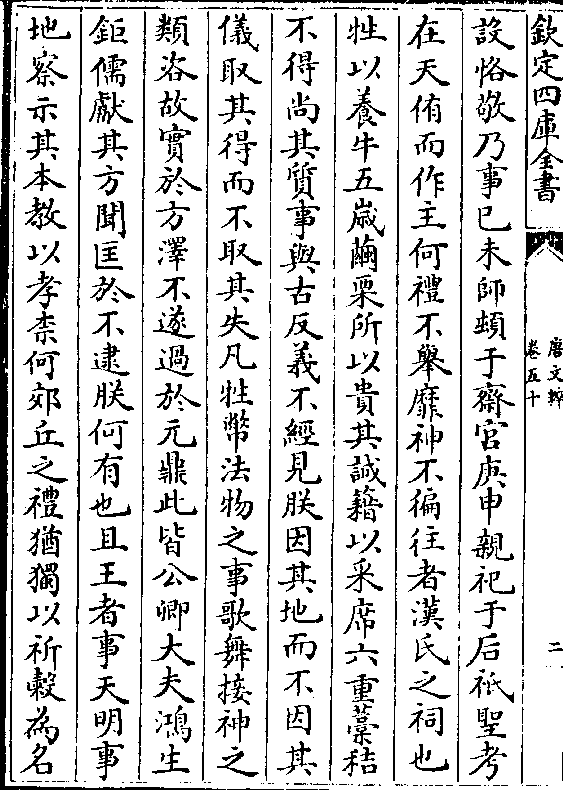 欽定四庫全書
唐文粹
卷五十
二
設恪敬乃事已未師頓于齋宮庚申親祀于后祇聖考
在天侑而作主何禮不舉靡神不徧往者漢氏之祠也
牲以養牛五歲繭栗所以貴其誠籍以采席六重藁秸
不得尚其質事與古反義不經見朕因其地而不因其
儀取其得而不取其失凡牲幣法物之事歌舞接神之
類咨故實於方澤不遂過於元鼎此皆公卿大夫鴻生
鉅儒獻其方聞匡於不逮朕何有也且王者事天明事
地察示其本教以孝柰何郊丘之禮猶獨以祈穀為名